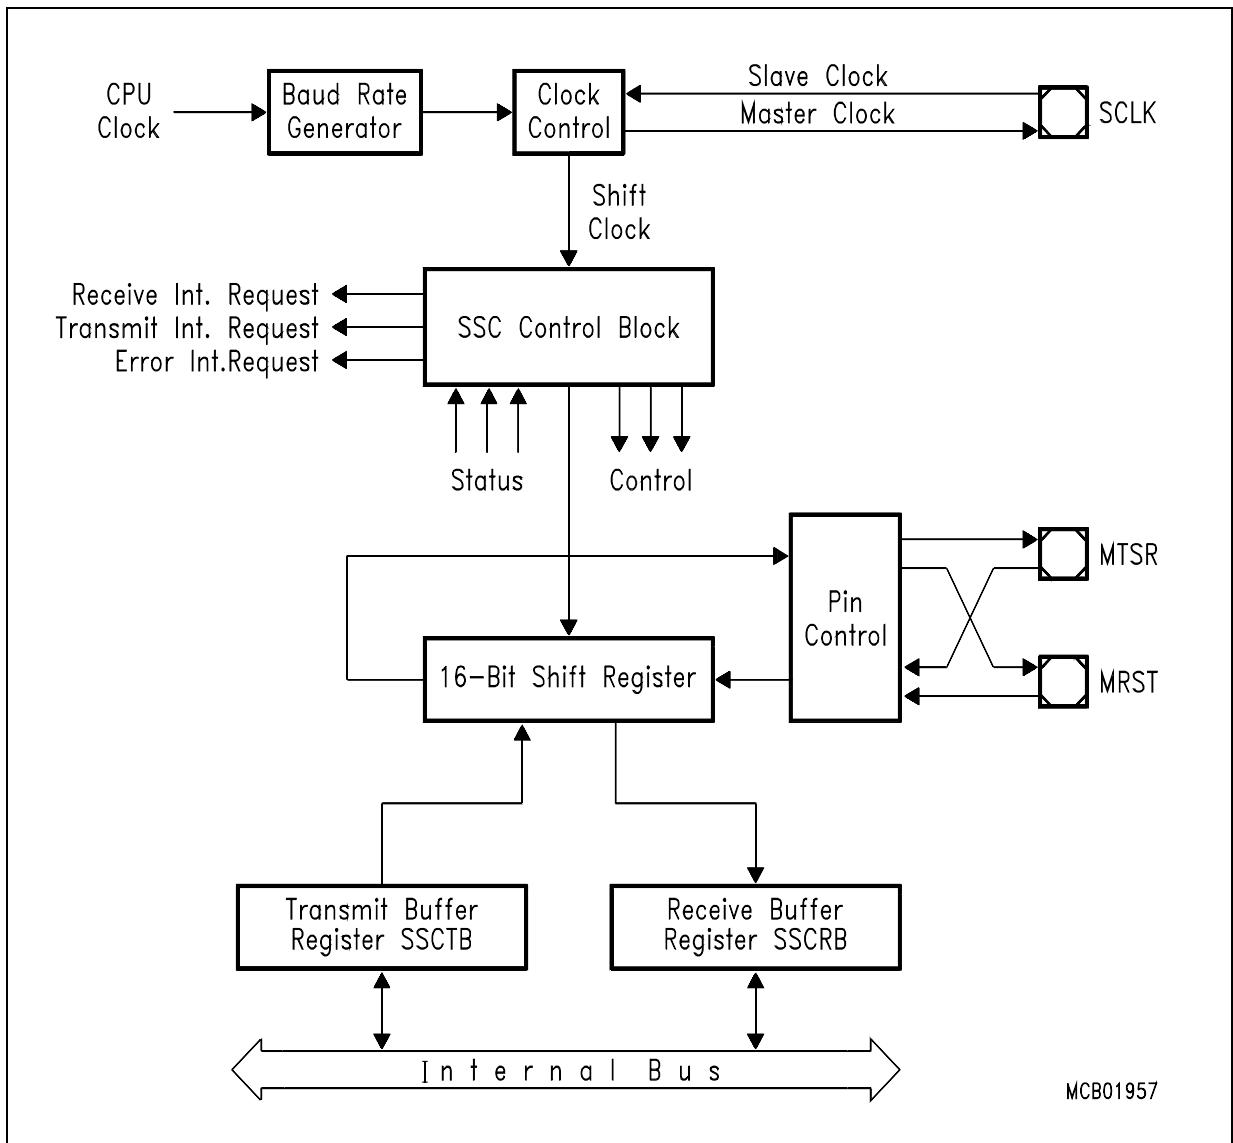 CPU
Clock
Baud Rate
Generator
Clock
Control
Slave Clock
Master Clock
SCLK
Shift
Clock
Receive Int. Request
Transmit Int. Request
Error Int.Request
SSC Control Block
Status
Control
Pin
Control
MTSR
MRST
16-Bit Shift Register
Transmit Buffer
Register SSCTB
Receive Buffer
Register SSCRB
Internal Bus
MCB01957